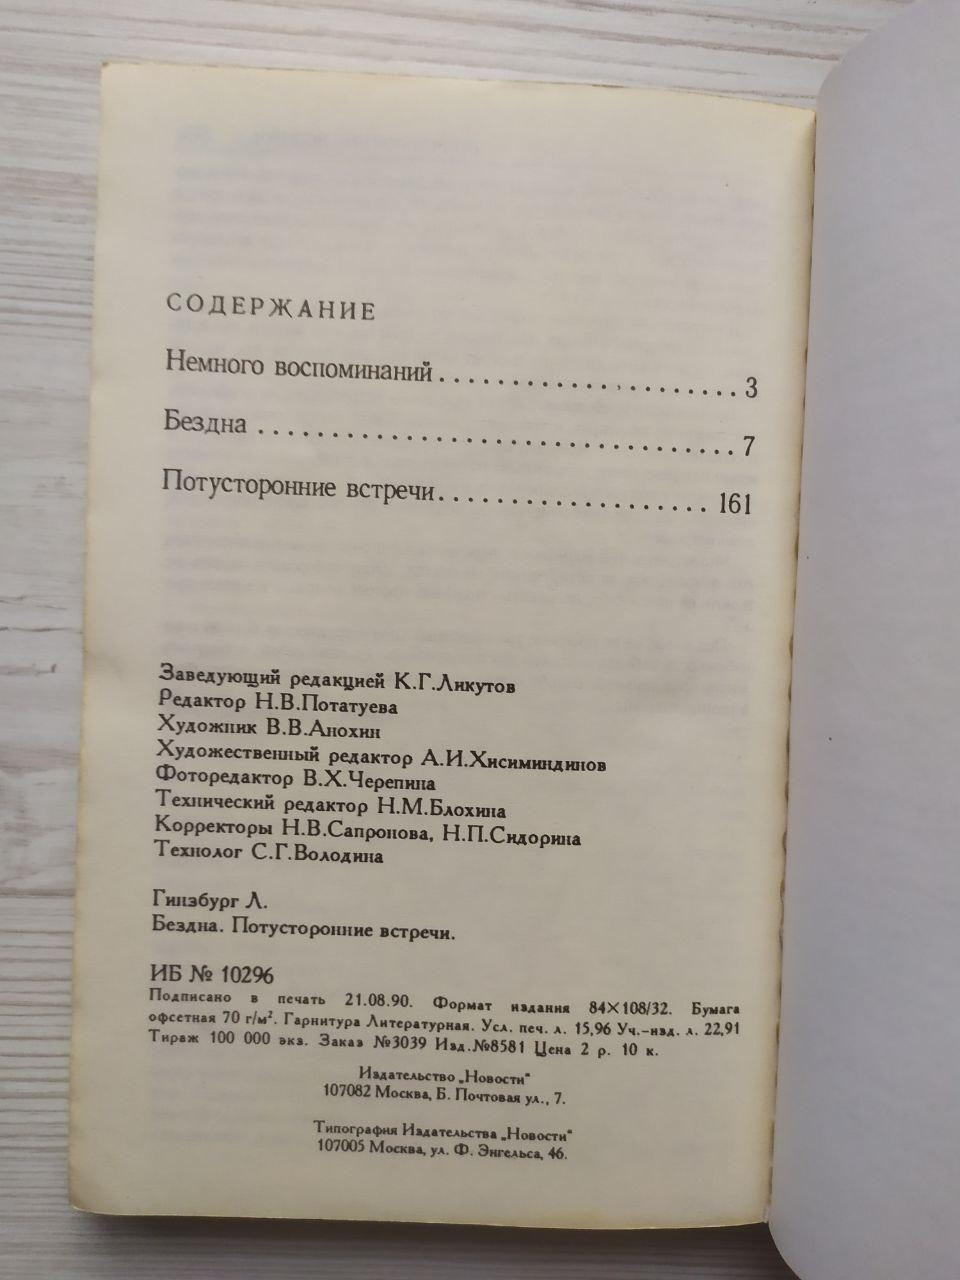 СОДЕРЖАНИЕ
Немного воспоминаний . . . . . . . . . . . . . . . . . . . . . 3
Бездна . . . . . . . . . . . . . . . . . . . . . . . . . . . . . . . . . 7
Потусторонние встречи . . . . . . . . . . . . . . . . . . . 161
Заведующий редакцией К.Г.Ликутов
Редактор Н.В.Потатуева
Художник В.В.Анохин
Художественный редактор А.И.Хисиминдинов
Фоторедактор В.Х.Черепина
Технический редактор Н.М.Блохина
Корректоры Н.В.Сапронова, Н.П.Сидорина
Технолог С.Г.Володина
Гинзбург Л.
Бездна. Потусторонние встречи.
ИБ № 10296
Подписано в печать 21.08.90. Формат издания 84×108/32. Бумага
офсетная 70 г/м². Гарнитура Литературная. Усл. печ. л. 15,96 Уч.-изд. л. 22,91
Тираж 100 000 экз. Заказ №3039 Изд.№8581 Цена 2 р. 10 к.
Издательство „Новости"
107082 Москва, Б. Почтовая ул., 7.
Типография Издательства „Новости"
107005 Москва, ул. Ф. Энгельса, 46.